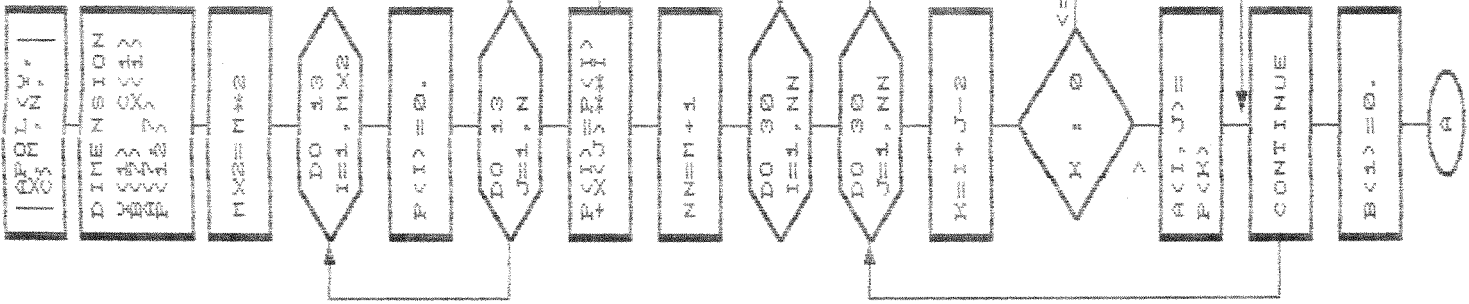 DIMENSION
MX2=M**2
DO 13
I=1,MX2
P<I>=0.
DO 13
J=1,N
P<I>=P<I>
+X<J>**I
NN=M+1
DO 30
I=1,NN
DO 30
J=1,NN
K=I+J-2
<=
K : 0
>
A<I,J>=
P<K>
CONTINUE
B<1>=0.
A